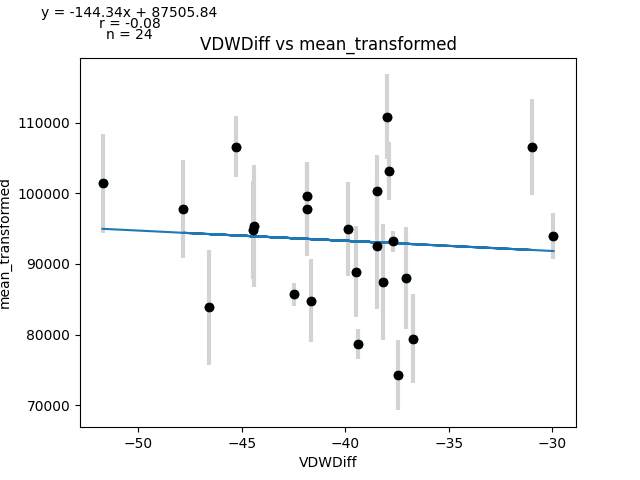 y = -144.34x + 87505.84
r = -0.08
n = 24
VDWDiff vs mean_transformed
mean_transformed
110000
100000
90000
80000
70000
−50
−45
−40
−35
−30
VDWDiff